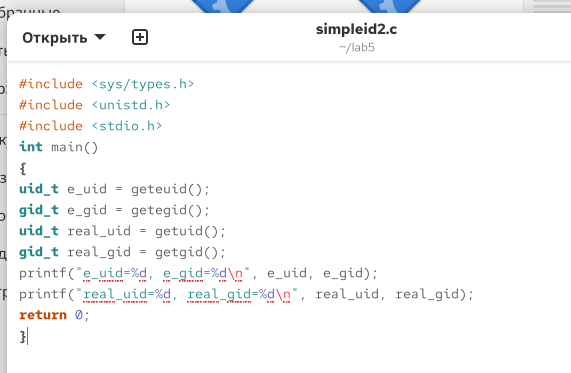 Открыть
simpleid2.c
~/lab5
#include <sys/types.h>
#include <unistd.h>
#include <stdio.h>
int main()
{
uid_t e_uid = geteuid();
gid_t e_gid = getegid();
uid_t real_uid = getuid();
gid_t real_gid = getgid();
printf("e_uid=%d, e_gid=%d\n", e_uid, e_gid);
printf("real_uid=%d, real_gid=%d\n", real_uid, real_gid);
return 0;
}